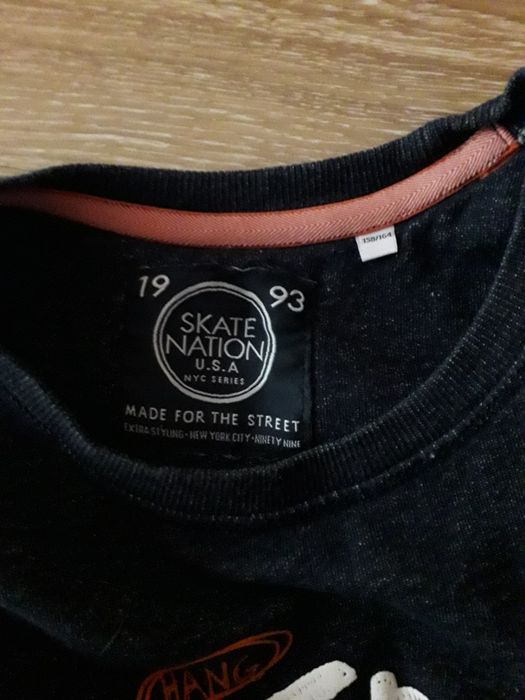 158/164
19 93
SKATE
NATION
U.S.A
NYC SERIES
MADE FOR THE STREET
EXTRA STYLING - NEW YORK CITY - NINETY NINE
HANG